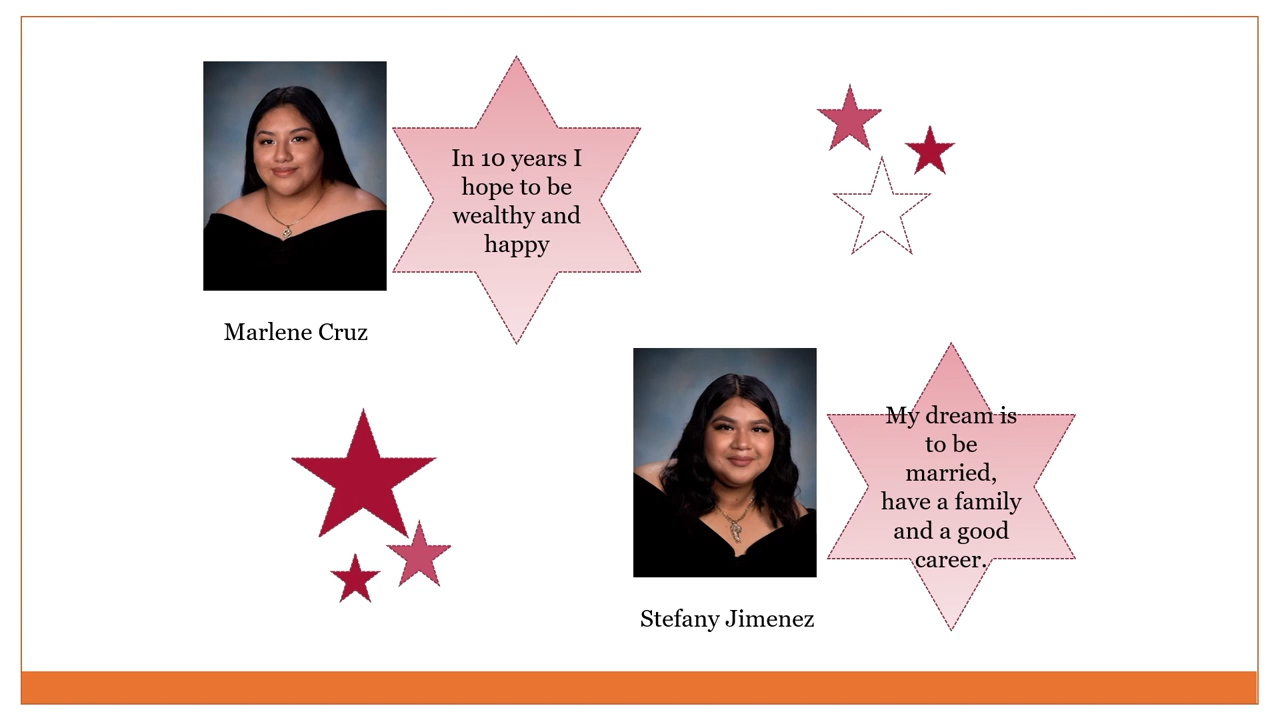 In 10 years I
hope to be
wealthy and
happy
Marlene Cruz
My dream is
to be
married,
have a family
and a good
career.
Stefany Jimenez